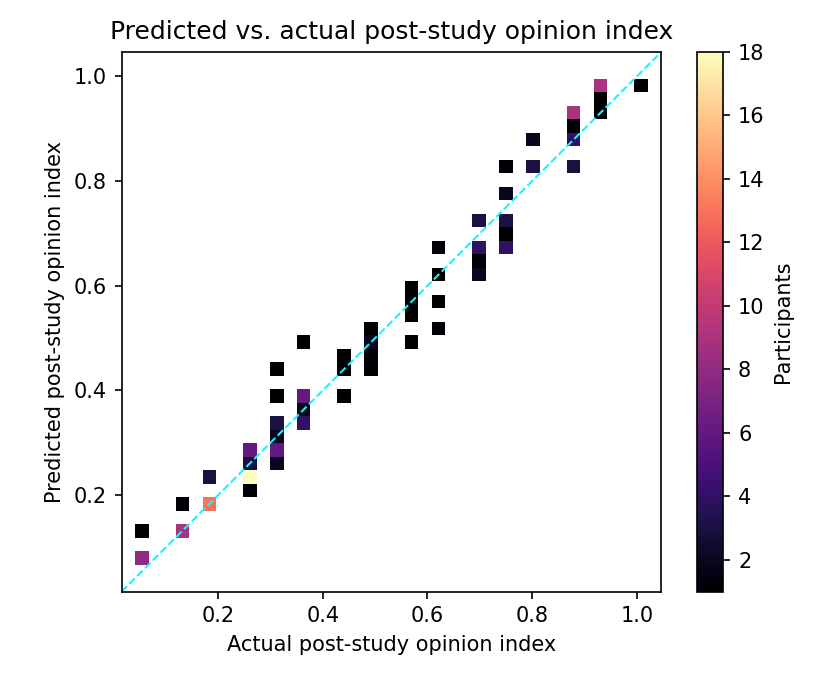 Predicted vs. actual post-study opinion index
Predicted post-study opinion index
1.0
0.8
0.6
0.4
0.2
0.2 0.4 0.6 0.8 1.0
Actual post-study opinion index
18
16
14
12
10
8
6
4
2
Participants